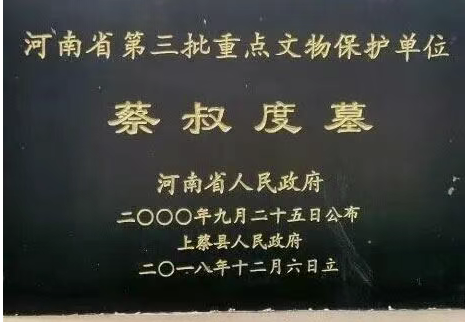 河南省第三批重点文物保护单位
蔡叔度墓
河南省人民政府
二〇〇〇年九月二十五日公布
上蔡县人民政府
二〇一八年十二月六日立